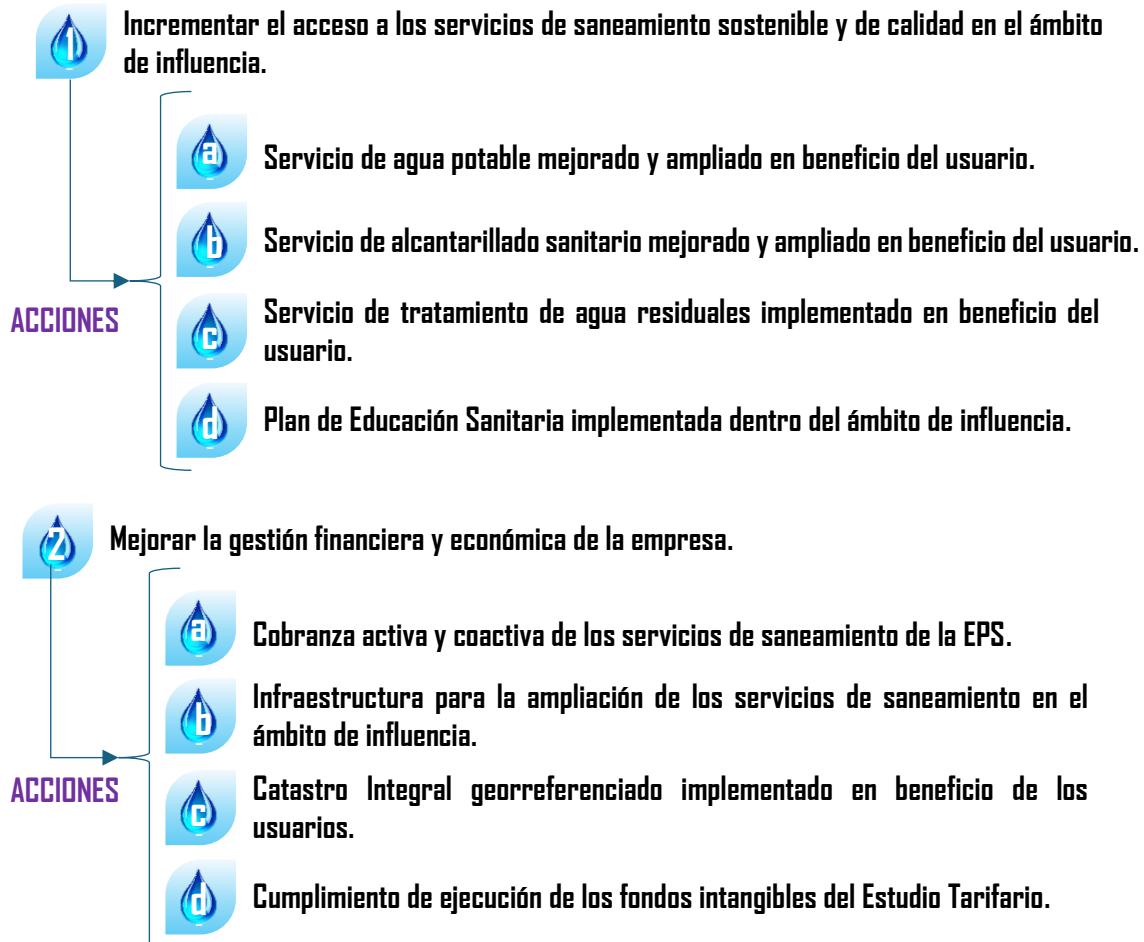 1
Incrementar el acceso a los servicios de saneamiento sostenible y de calidad en el ámbito
de influencia.
a
Servicio de agua potable mejorado y ampliado en beneficio del usuario.
b
Servicio de alcantarillado sanitario mejorado y ampliado en beneficio del usuario.
ACCIONES
c
Servicio de tratamiento de agua residuales implementado en beneficio del
usuario.
d
Plan de Educación Sanitaria implementada dentro del ámbito de influencia.
2
Mejorar la gestión financiera y económica de la empresa.
a
Cobranza activa y coactiva de los servicios de saneamiento de la EPS.
b
Infraestructura para la ampliación de los servicios de saneamiento en el
ámbito de influencia.
ACCIONES
c
Catastro Integral georreferenciado implementado en beneficio de los
usuarios.
d
Cumplimiento de ejecución de los fondos intangibles del Estudio Tarifario.